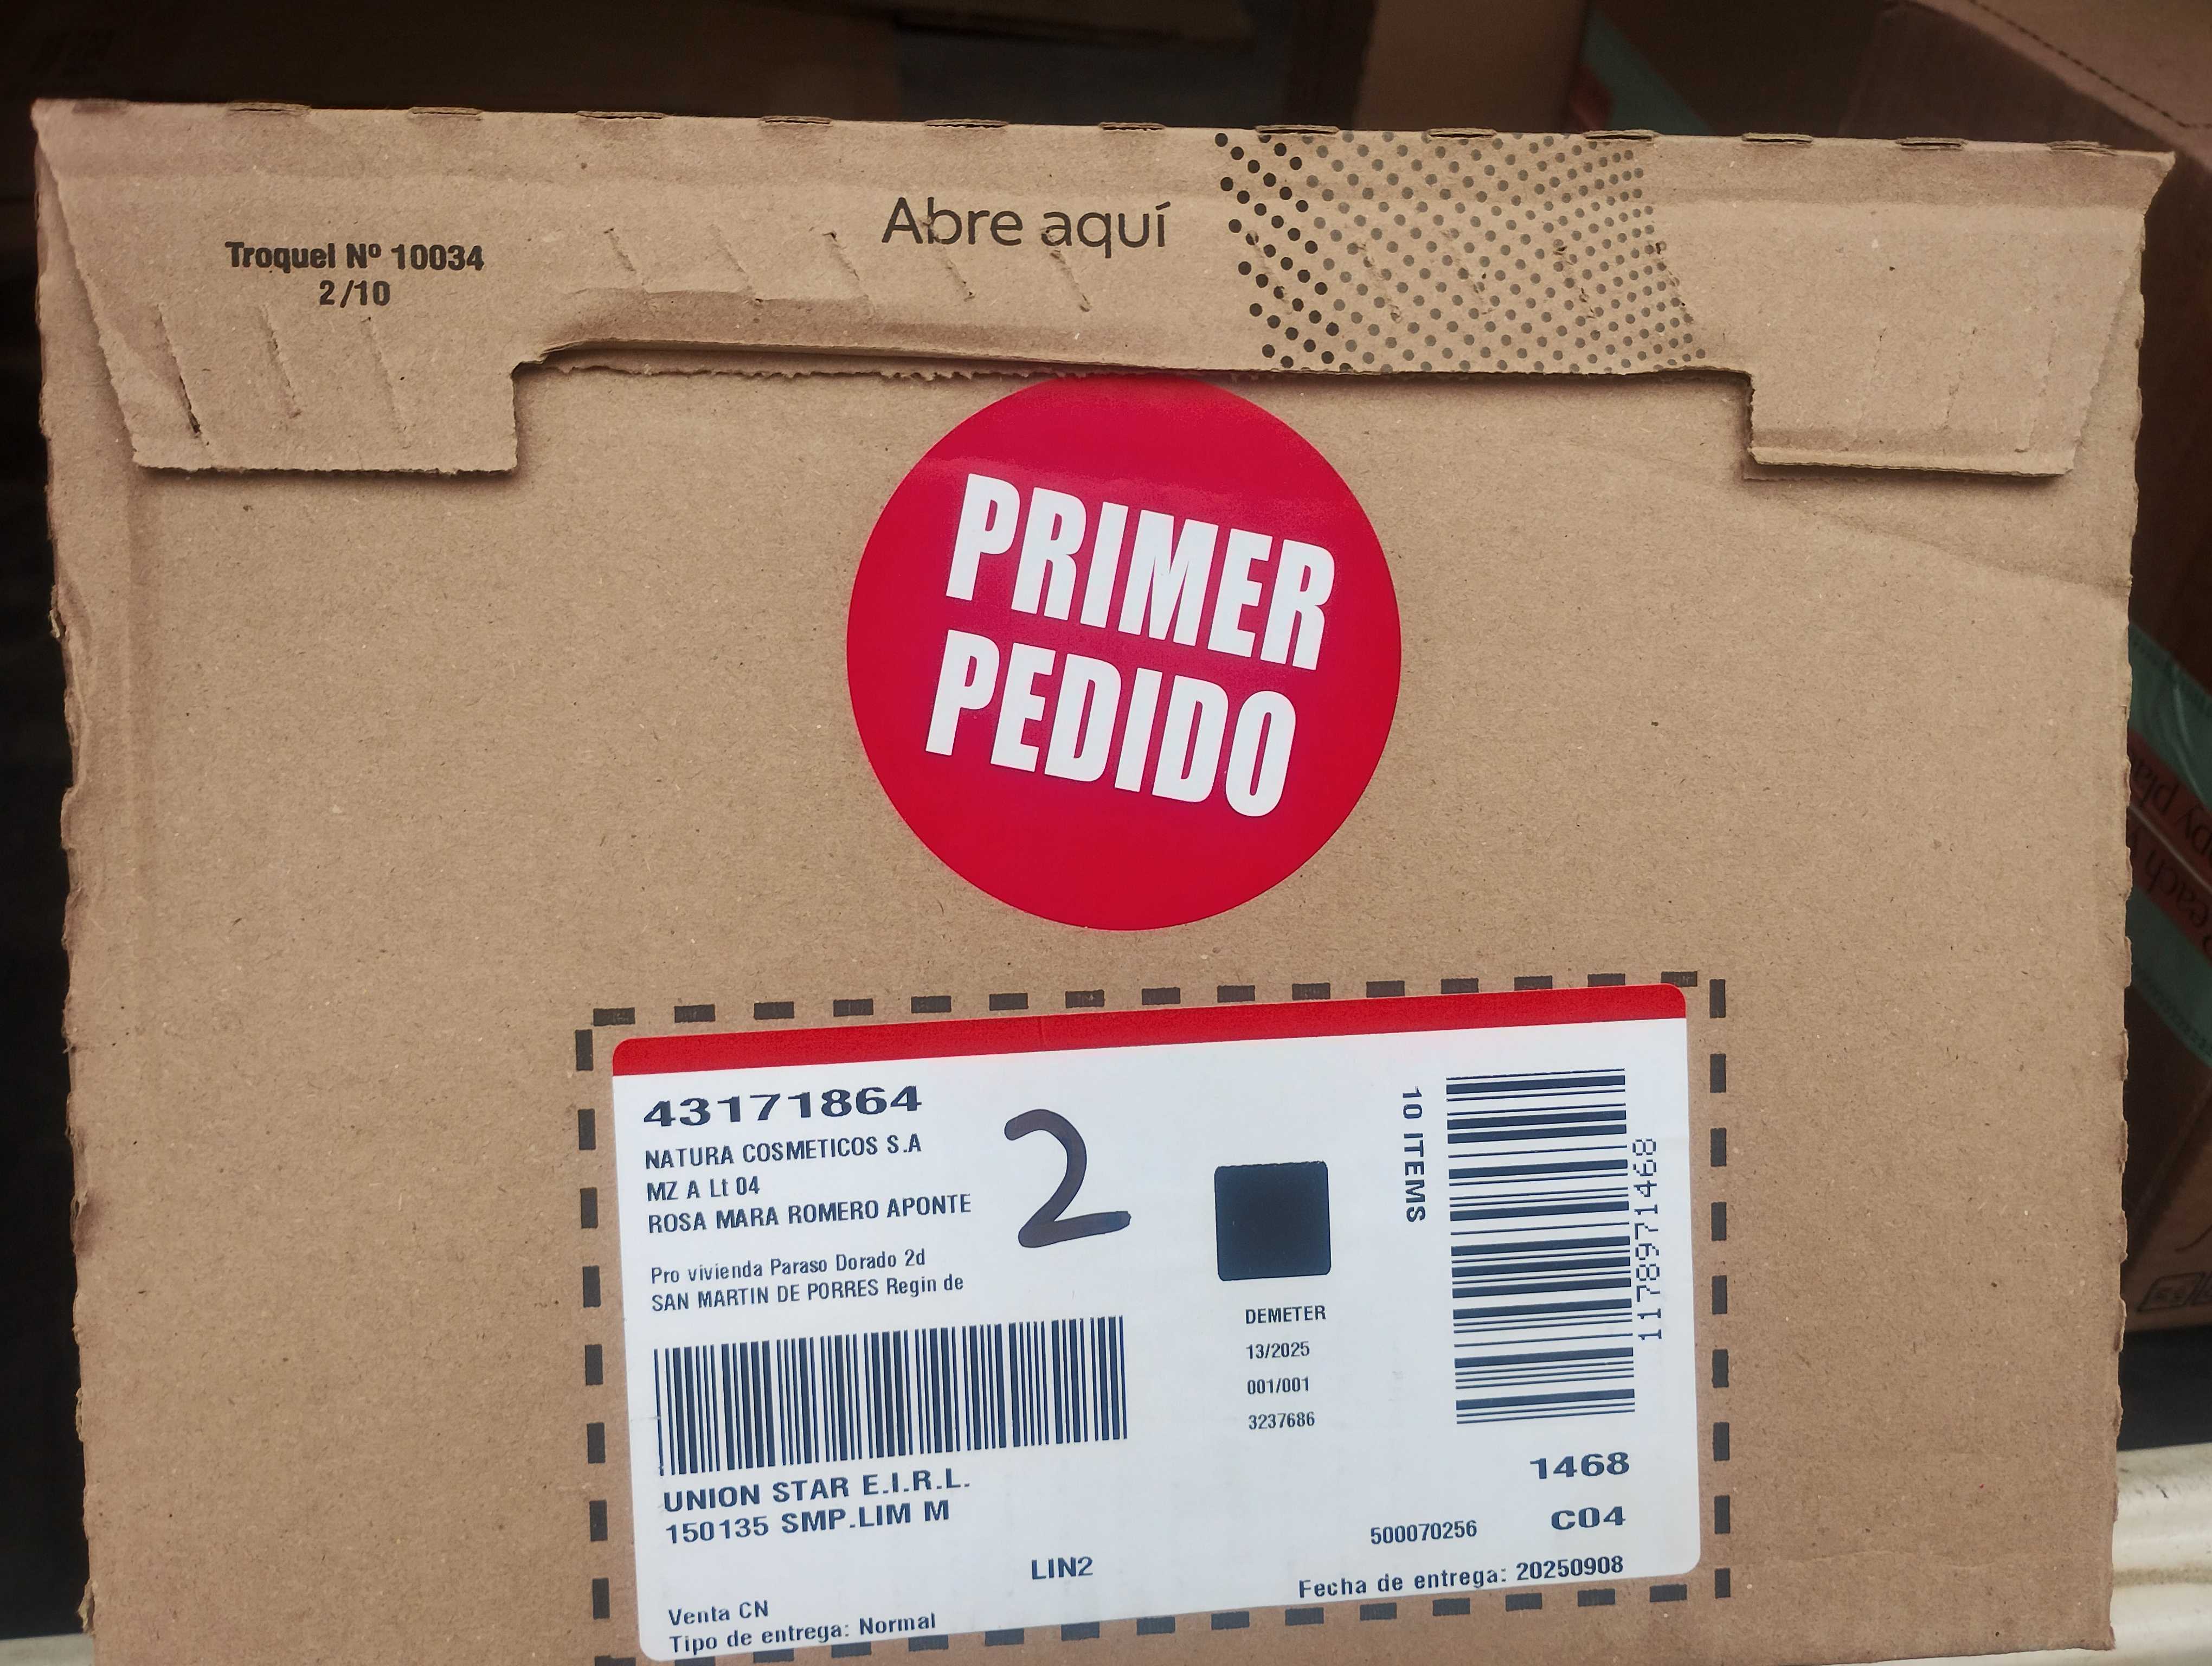 Abre aquí
Troquel Nº 10034
2/10
PRIMER
PEDIDO
43171864
NATURA COSMETICOS S.A
MZ A Lt 04
ROSA MARA ROMERO APONTE
2
Pro vivienda Paraso Dorado 2d
SAN MARTIN DE PORRES Regin de
10 ITEMS
1178971468
DEMETER
13/2025
001/001
3237686
UNION STAR E.I.R.L.
150135 SMP.LIM M
1468
500070256 C04
LIN2
Fecha de entrega: 20250908
Venta CN
Tipo de entrega: Normal